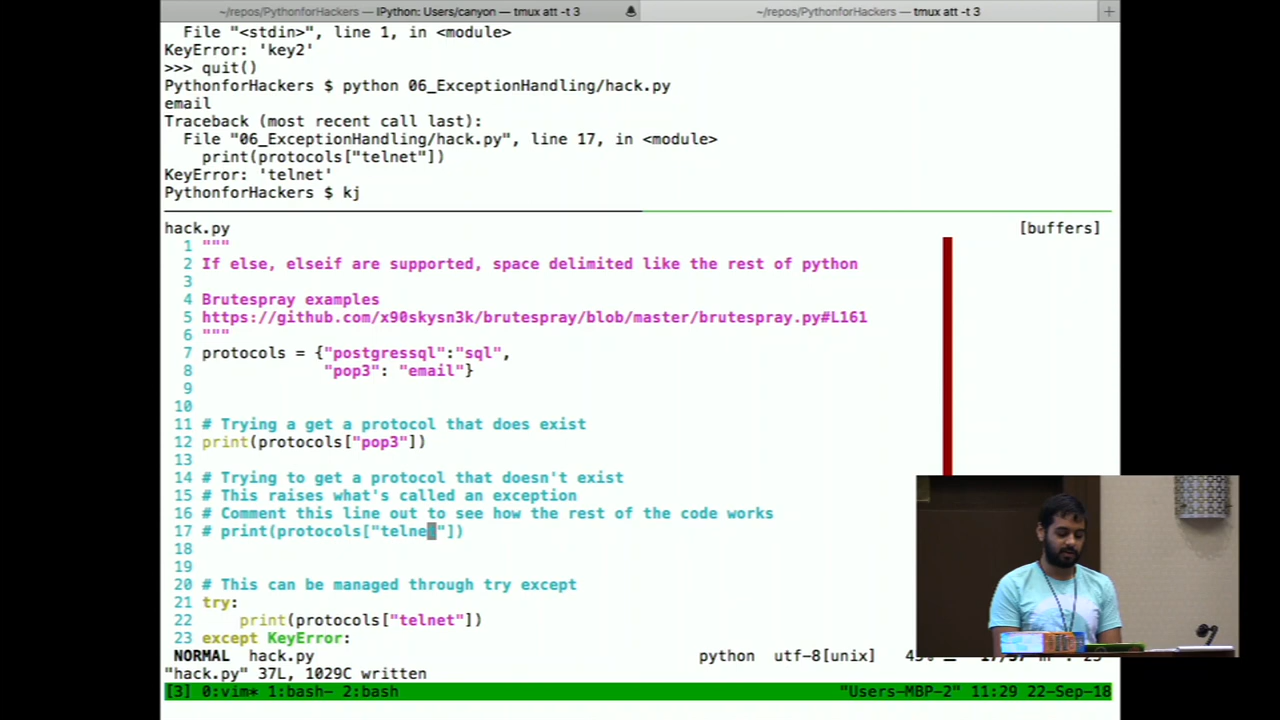 ~/repos/PythonforHackers — IPython: Users/canyon — tmux att -t 3
~/repos/PythonforHackers — tmux att -t 3
+
File "<stdin>", line 1, in <module>
KeyError: 'key2'
>>> quit()
PythonforHackers $ python 06_ExceptionHandling/hack.py
email
Traceback (most recent call last):
File "06_ExceptionHandling/hack.py", line 17, in <module>
print(protocols["telnet"])
KeyError: 'telnet'
PythonforHackers $ kj
hack.py [buffers]
1 """
2 If else, elseif are supported, space delimited like the rest of python
3
4 Brutespray examples
5 https://github.com/x90skysn3k/brutespray/blob/master/brutespray.py#L161
6 """
7 protocols = {"postgressql":"sql",
8 "pop3": "email"}
9
10
11 # Trying a get a protocol that does exist
12 print(protocols["pop3"])
13
14 # Trying to get a protocol that doesn't exist
15 # This raises what's called an exception
16 # Comment this line out to see how the rest of the code works
17 # print(protocols["telnet"])
18
19
20 # This can be managed through try except
21 try:
22 print(protocols["telnet"])
23 except KeyError:
NORMAL hack.py python utf-8[unix]
"hack.py" 37L, 1029C written
[3] 0:vim* 1:bash- 2:bash "Users-MBP-2" 11:29 22-Sep-18